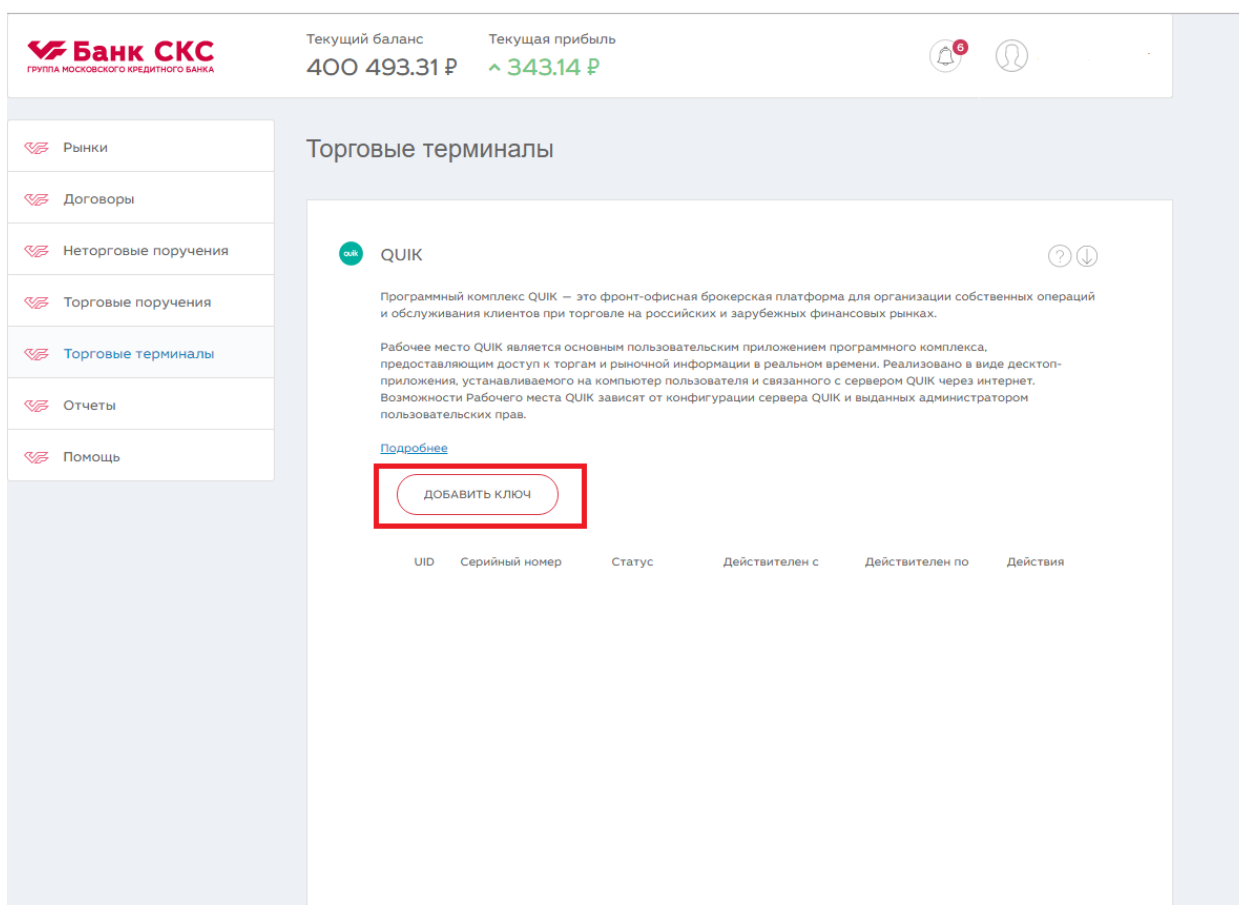 Банк СКС
ГРУППА МОСКОВСКОГО КРЕДИТНОГО БАНКА
Текущий баланс
400 493.31 ₽
Текущая прибыль
343.14 ₽
6
Рынки
Договоры
Неторговые поручения
Торговые поручения
Торговые терминалы
Отчеты
Помощь
Торговые терминалы
quik
QUIK
?
Программный комплекс QUIK — это фронт-офисная брокерская платформа для организации собственных операций
и обслуживания клиентов при торговле на российских и зарубежных финансовых рынках.
Рабочее место QUIK является основным пользовательским приложением программного комплекса,
предоставляющим доступ к торгам и рыночной информации в реальном времени. Реализовано в виде десктоп-
приложения, устанавливаемого на компьютер пользователя и связанного с сервером QUIK через интернет.
Возможности Рабочего места QUIK зависят от конфигурации сервера QUIK и выданных администратором
пользовательских прав.
Подробнее
ДОБАВИТЬ КЛЮЧ
UID Серийный номер Статус Действителен с Действителен по Действия